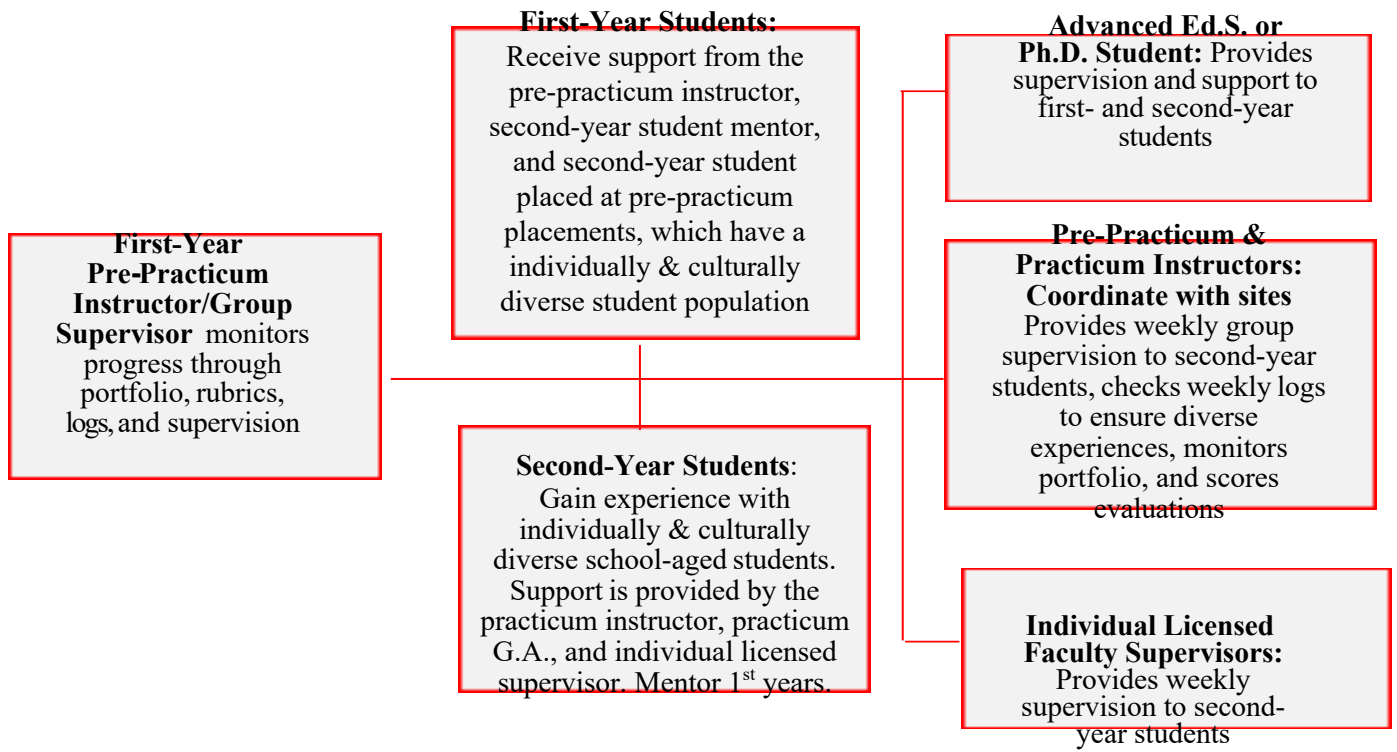 First-Year
Pre-Practicum
Instructor/Group
Supervisor monitors
progress through
portfolio, rubrics,
logs, and supervision
First-Year Students:
Receive support from the
pre-practicum instructor,
second-year student mentor,
and second-year student
placed at pre-practicum
placements, which have a
individually & culturally
diverse student population
Second-Year Students:
Gain experience with
individually & culturally
diverse school-aged students.
Support is provided by the
practicum instructor, practicum
G.A., and individual licensed
supervisor. Mentor 1st years.
Advanced Ed.S. or
Ph.D. Student: Provides
supervision and support to
first- and second-year
students
Pre-Practicum &
Practicum Instructors:
Coordinate with sites
Provides weekly group
supervision to second-year
students, checks weekly logs
to ensure diverse
experiences, monitors
portfolio, and scores
evaluations
Individual Licensed
Faculty Supervisors:
Provides weekly
supervision to second-
year students